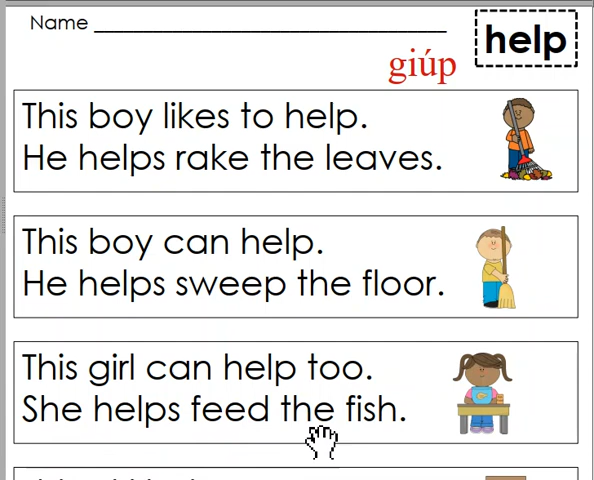 Name
help
giúp
This boy likes to help.
He helps rake the leaves.
This boy can help.
He helps sweep the floor.
This girl can help too.
She helps feed the fish.